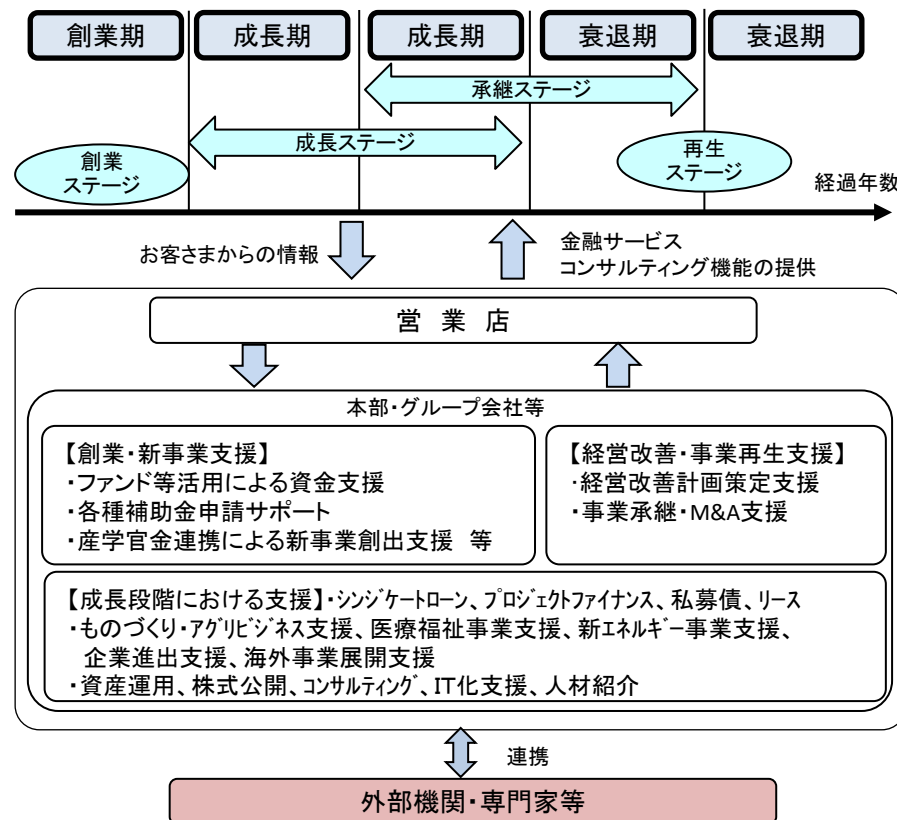 創業期
成長期
成長期
衰退期
衰退期
承継ステージ
成長ステージ
創業
ステージ
再生
ステージ
経過年数
お客さまからの情報
金融サービス
コンサルティング機能の提供
営 業 店
本部・グループ会社等
【創業・新事業支援】
・ファンド等活用による資金支援
・各種補助金申請サポート
・産学官金連携による新事業創出支援 等
【経営改善・事業再生支援】
・経営改善計画策定支援
・事業承継・M&A支援
【成長段階における支援】・シンジケートローン、プロジェクトファイナンス、私募債、リース
・ものづくり・アグリビジネス支援、医療福祉事業支援、新エネルギー事業支援、
企業進出支援、海外事業展開支援
・資産運用、株式公開、コンサルティング、IT化支援、人材紹介
連携
外部機関・専門家等